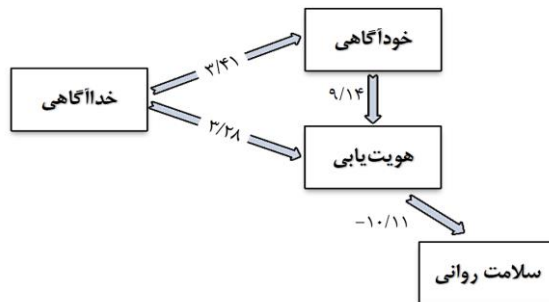 خودآگاهی
۳/۴۱
خداآگاهی
۹/۱۴
۳/۲۸
هویت‌یابی
-۱۰/۱۱
سلامت روانی